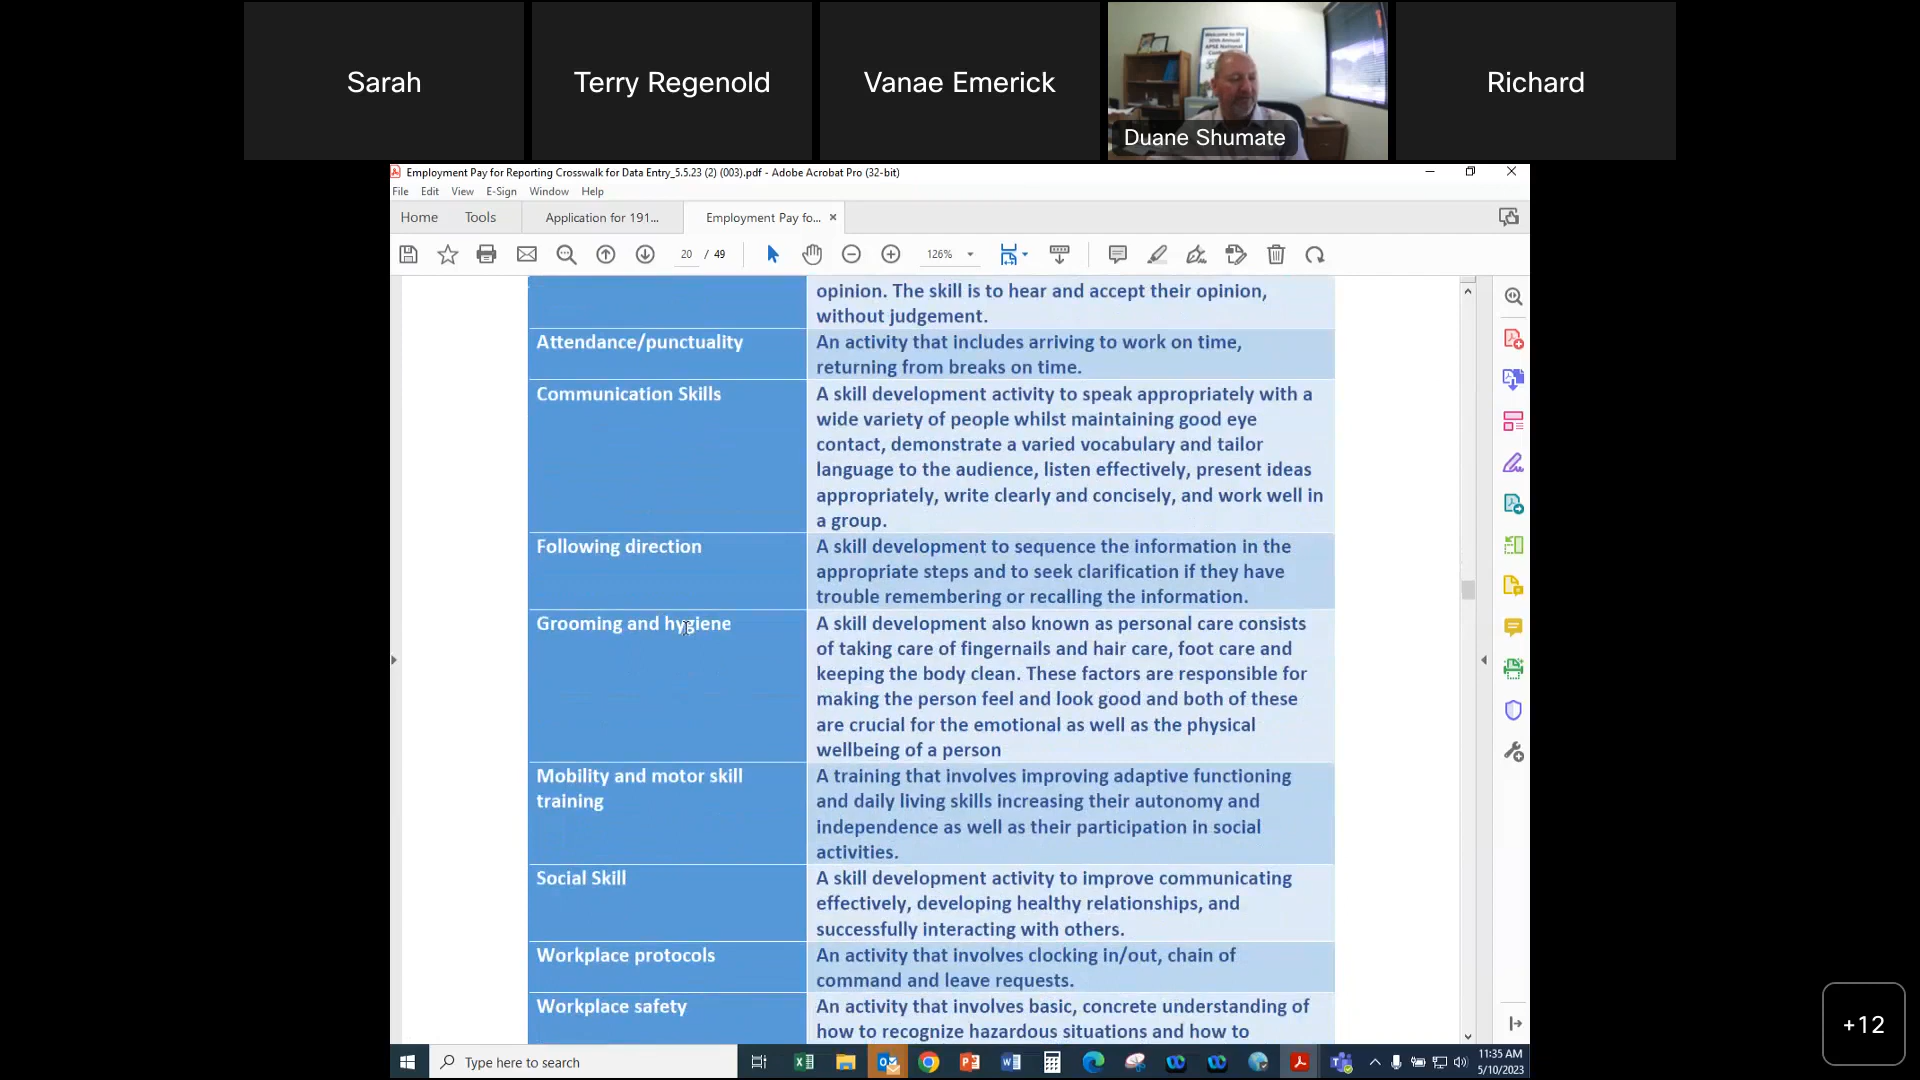 Sarah
Terry Regenold
Vanae Emerick
Welcome to the
30th Annual
APSE National
Duane Shumate
Richard
Employment Pay for Reporting Crosswalk for Data Entry_5.5.23 (2) (003).pdf - Adobe Acrobat Pro (32-bit)
File Edit View E-Sign Window Help
Home Tools Application for 191... Employment Pay fo... ×
20 / 49 126%
opinion. The skill is to hear and accept their opinion,
without judgement.
Attendance/punctuality
An activity that includes arriving to work on time,
returning from breaks on time.
Communication Skills
A skill development activity to speak appropriately with a
wide variety of people whilst maintaining good eye
contact, demonstrate a varied vocabulary and tailor
language to the audience, listen effectively, present ideas
appropriately, write clearly and concisely, and work well in
a group.
Following direction
A skill development to sequence the information in the
appropriate steps and to seek clarification if they have
trouble remembering or recalling the information.
Grooming and hygiene
A skill development also known as personal care consists
of taking care of fingernails and hair care, foot care and
keeping the body clean. These factors are responsible for
making the person feel and look good and both of these
are crucial for the emotional as well as the physical
wellbeing of a person
Mobility and motor skill
training
A training that involves improving adaptive functioning
and daily living skills increasing their autonomy and
independence as well as their participation in social
activities.
Social Skill
A skill development activity to improve communicating
effectively, developing healthy relationships, and
successfully interacting with others.
Workplace protocols
An activity that involves clocking in/out, chain of
command and leave requests.
Workplace safety
An activity that involves basic, concrete understanding of
how to recognize hazardous situations and how to
+12
Type here to search
11:35 AM
5/10/2023